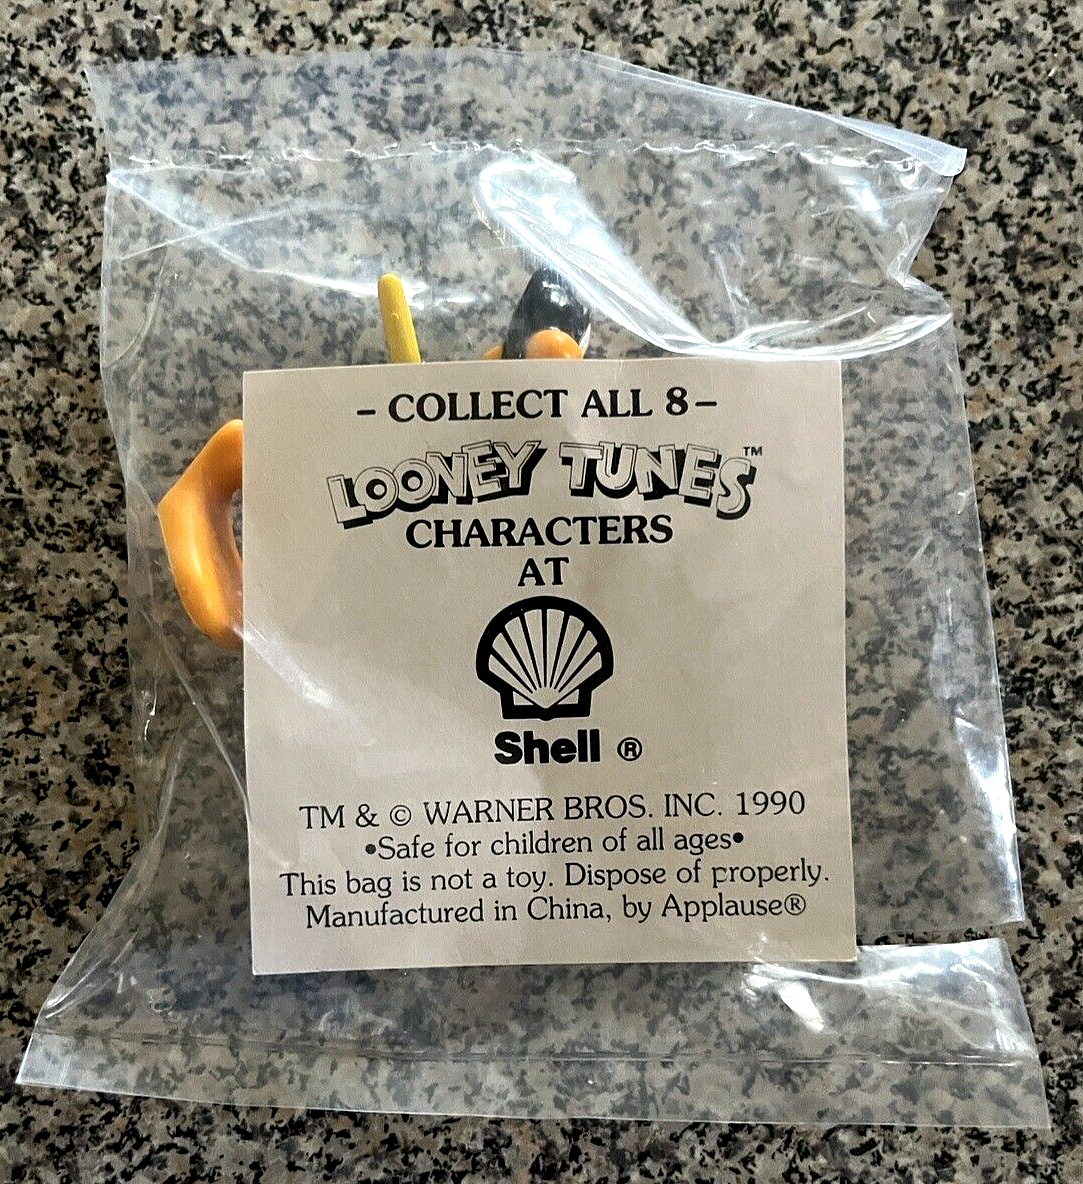 – COLLECT ALL 8 –
LOONEY TUNES™
CHARACTERS
AT
Shell ®
TM & © WARNER BROS. INC. 1990
•Safe for children of all ages•
This bag is not a toy. Dispose of properly.
Manufactured in China, by Applause®